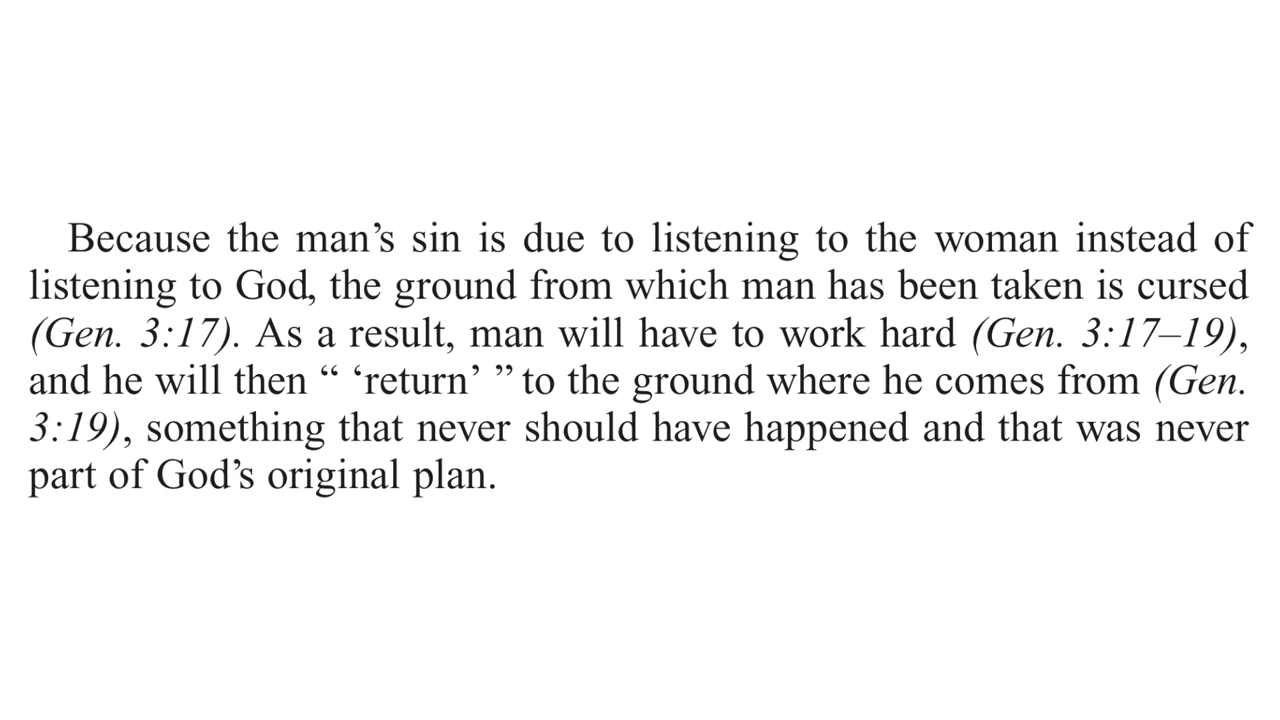 Because the man’s sin is due to listening to the woman instead of
listening to God, the ground from which man has been taken is cursed
(Gen. 3:17). As a result, man will have to work hard (Gen. 3:17–19),
and he will then “ ‘return’ ” to the ground where he comes from (Gen.
3:19), something that never should have happened and that was never
part of God’s original plan.